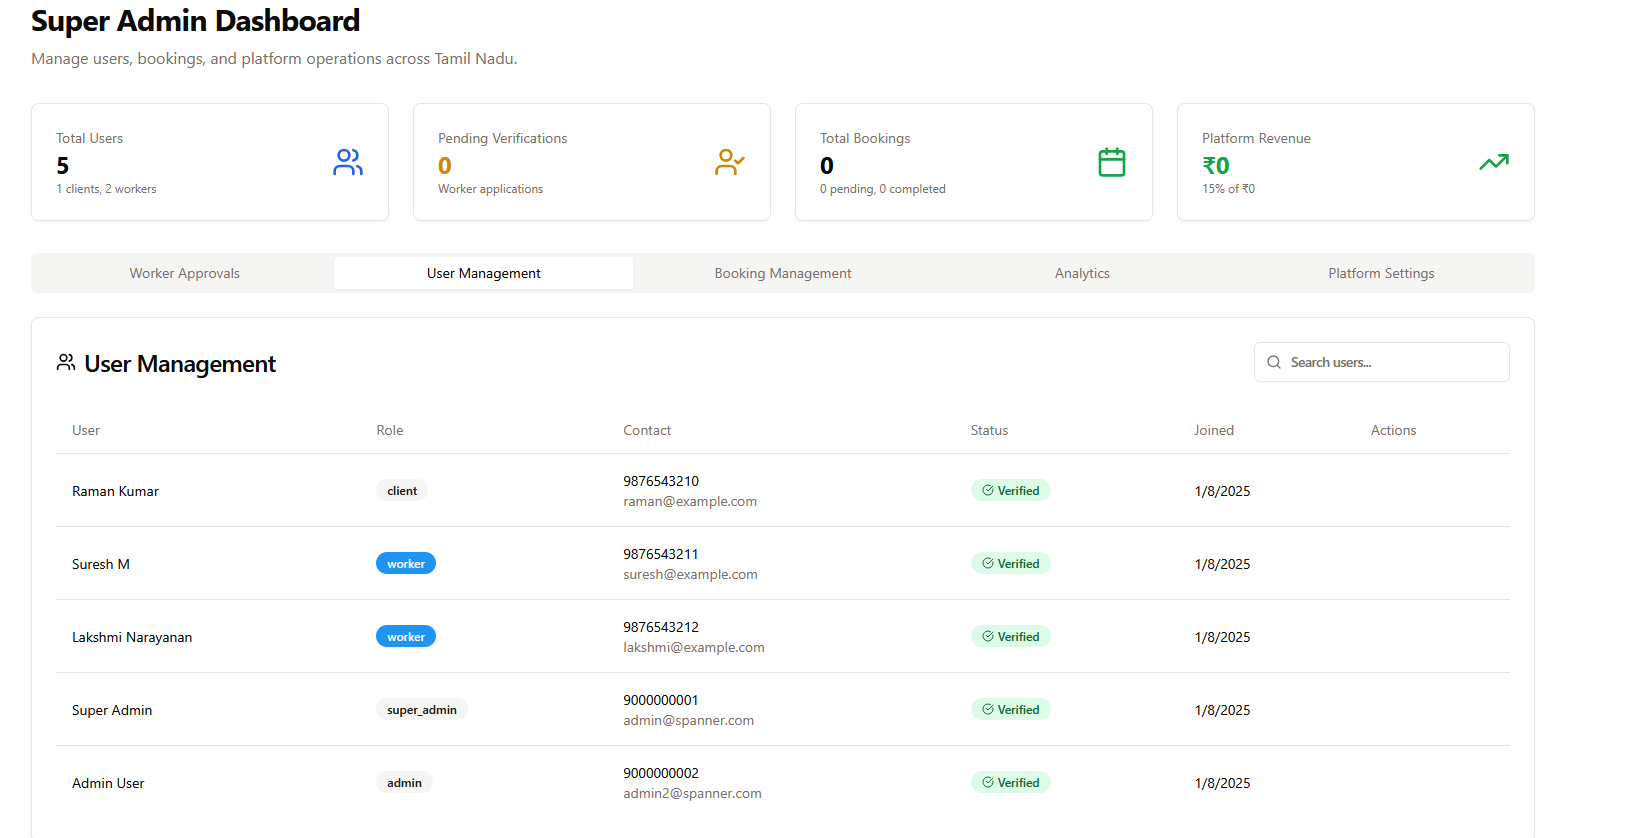 Super Admin Dashboard
Manage users, bookings, and platform operations across Tamil Nadu.
Total Users
5
1 clients, 2 workers
Pending Verifications
0
Worker applications
Total Bookings
0
0 pending, 0 completed
Platform Revenue
₹0
15% of ₹0
Worker Approvals
User Management
Booking Management
Analytics
Platform Settings
User Management
Search users...
User Role Contact Status Joined Actions
Raman Kumar client 9876543210 Verified 1/8/2025
raman@example.com
Suresh M worker 9876543211 Verified 1/8/2025
suresh@example.com
Lakshmi Narayanan worker 9876543212 Verified 1/8/2025
lakshmi@example.com
Super Admin super_admin 9000000001 Verified 1/8/2025
admin@spanner.com
Admin User admin 9000000002 Verified 1/8/2025
admin2@spanner.com